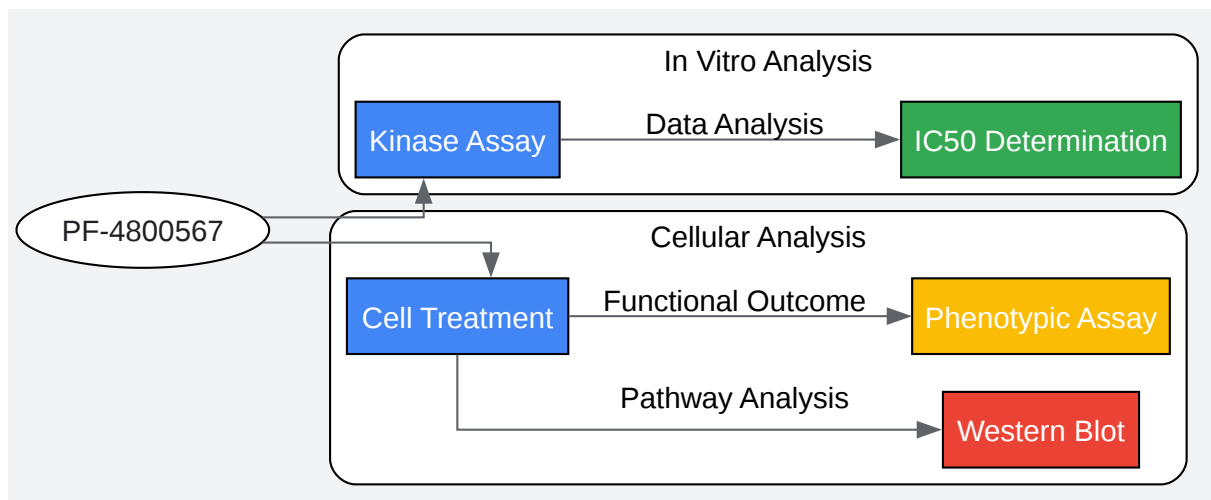 In Vitro Analysis
Kinase Assay
Data Analysis
IC50 Determination
PF-4800567
Cellular Analysis
Cell Treatment
Functional Outcome
Phenotypic Assay
Pathway Analysis
Western Blot